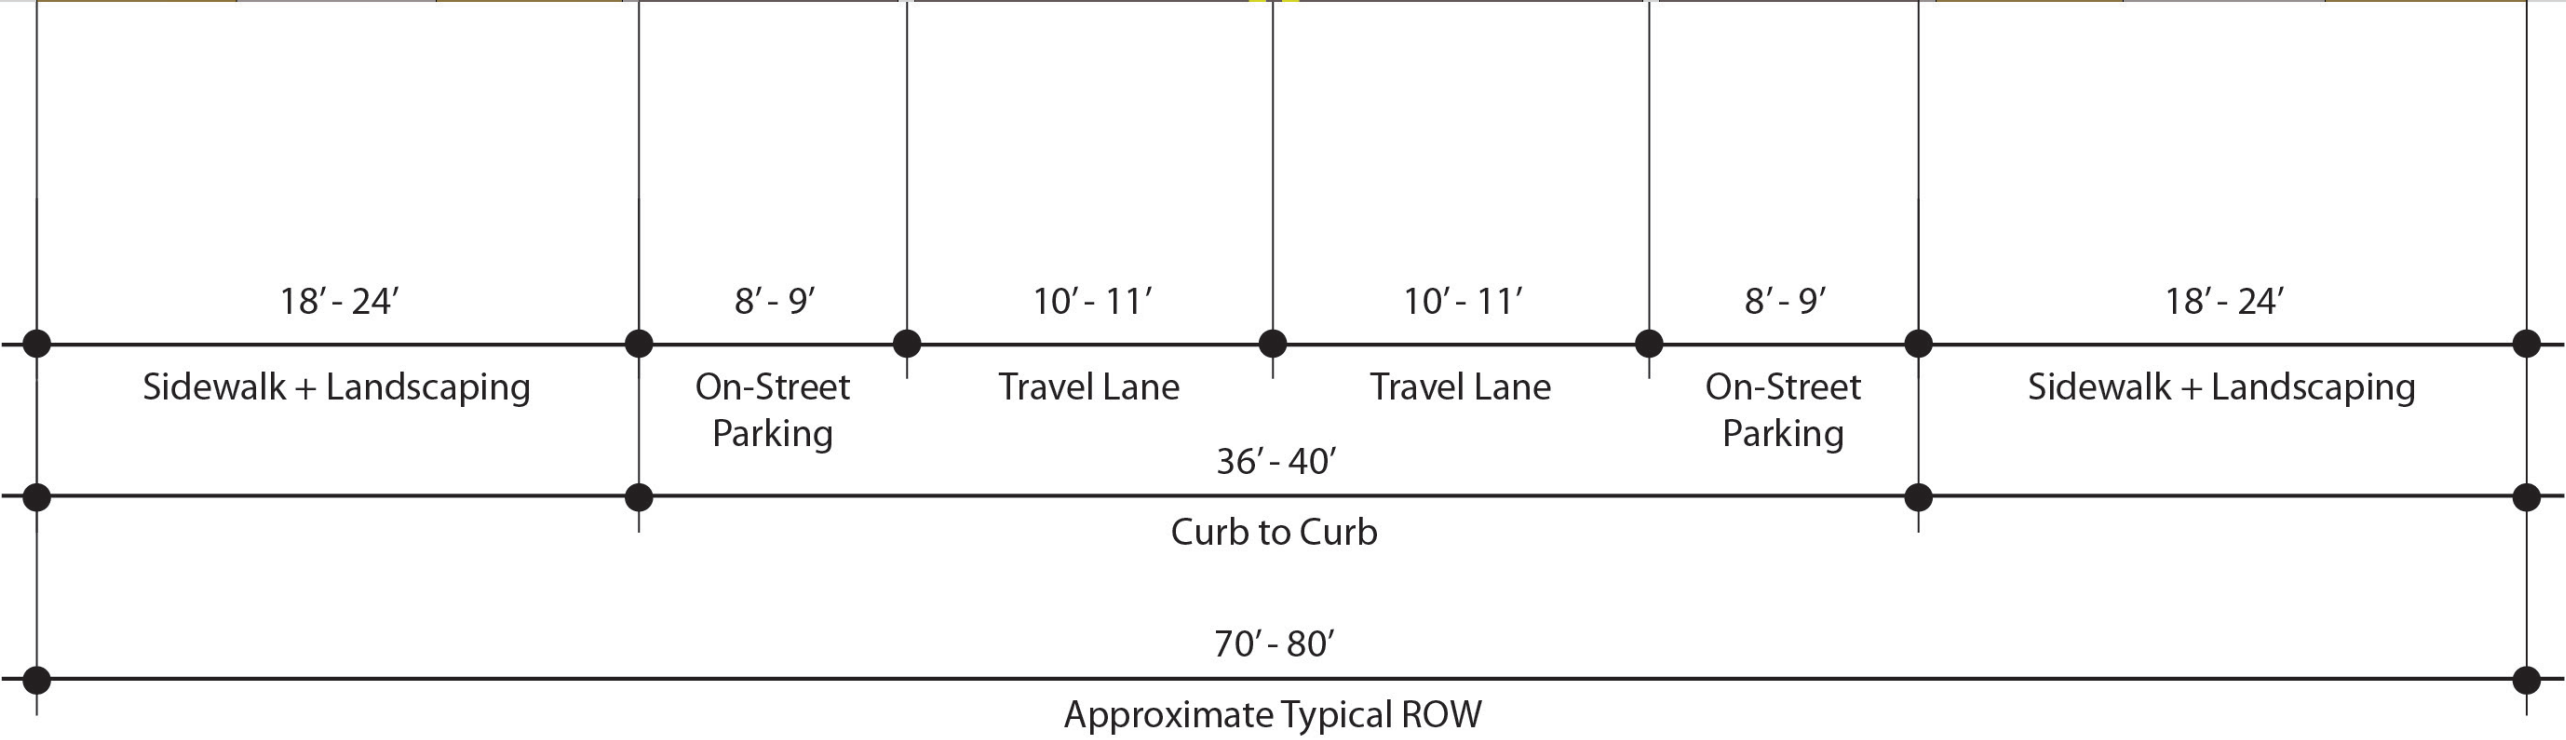 18’ - 24’ 8’ - 9’ 10’ - 11’ 10’ - 11’ 8’ - 9’ 18’ - 24’
Sidewalk + Landscaping On-Street Travel Lane Travel Lane On-Street Sidewalk + Landscaping
Parking Parking
36’ - 40’
Curb to Curb
70’ - 80’
Approximate Typical ROW